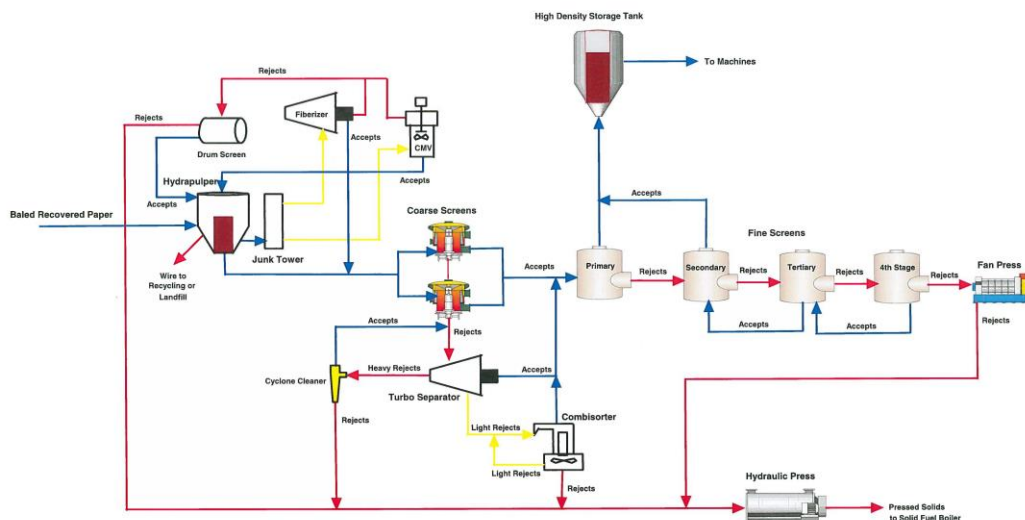 High Density Storage Tank
To Machines
Rejects
Rejects
Fiberizer
Accepts
CMV
Drum Screen
Accepts
Hydrapulper
Accepts
Baled Recovered Paper
Junk Tower
Wire to
Recycling or
Landfill
Coarse Screens
Accepts
Primary
Rejects
Accepts
Secondary
Rejects
Fine Screens
Tertiary
Rejects
4th Stage
Rejects
Fan Press
Rejects
Accepts
Accepts
Accepts
Rejects
Cyclone Cleaner
Heavy Rejects
Turbo Separator
Accepts
Rejects
Light Rejects
Combisorter
Light Rejects
Rejects
Hydraulic Press
Pressed Solids
to Solid Fuel Boiler